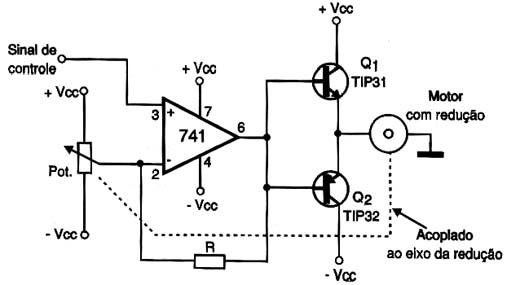 + Vcc
Sinal de
controle
Q1
TIP31
+ Vcc
Motor
com redução
+ Vcc
3
+
7
741
6
-
2
4
Pot.
- Vcc
Q2
TIP32
- Vcc
R
Acoplado
ao eixo da redução
- Vcc